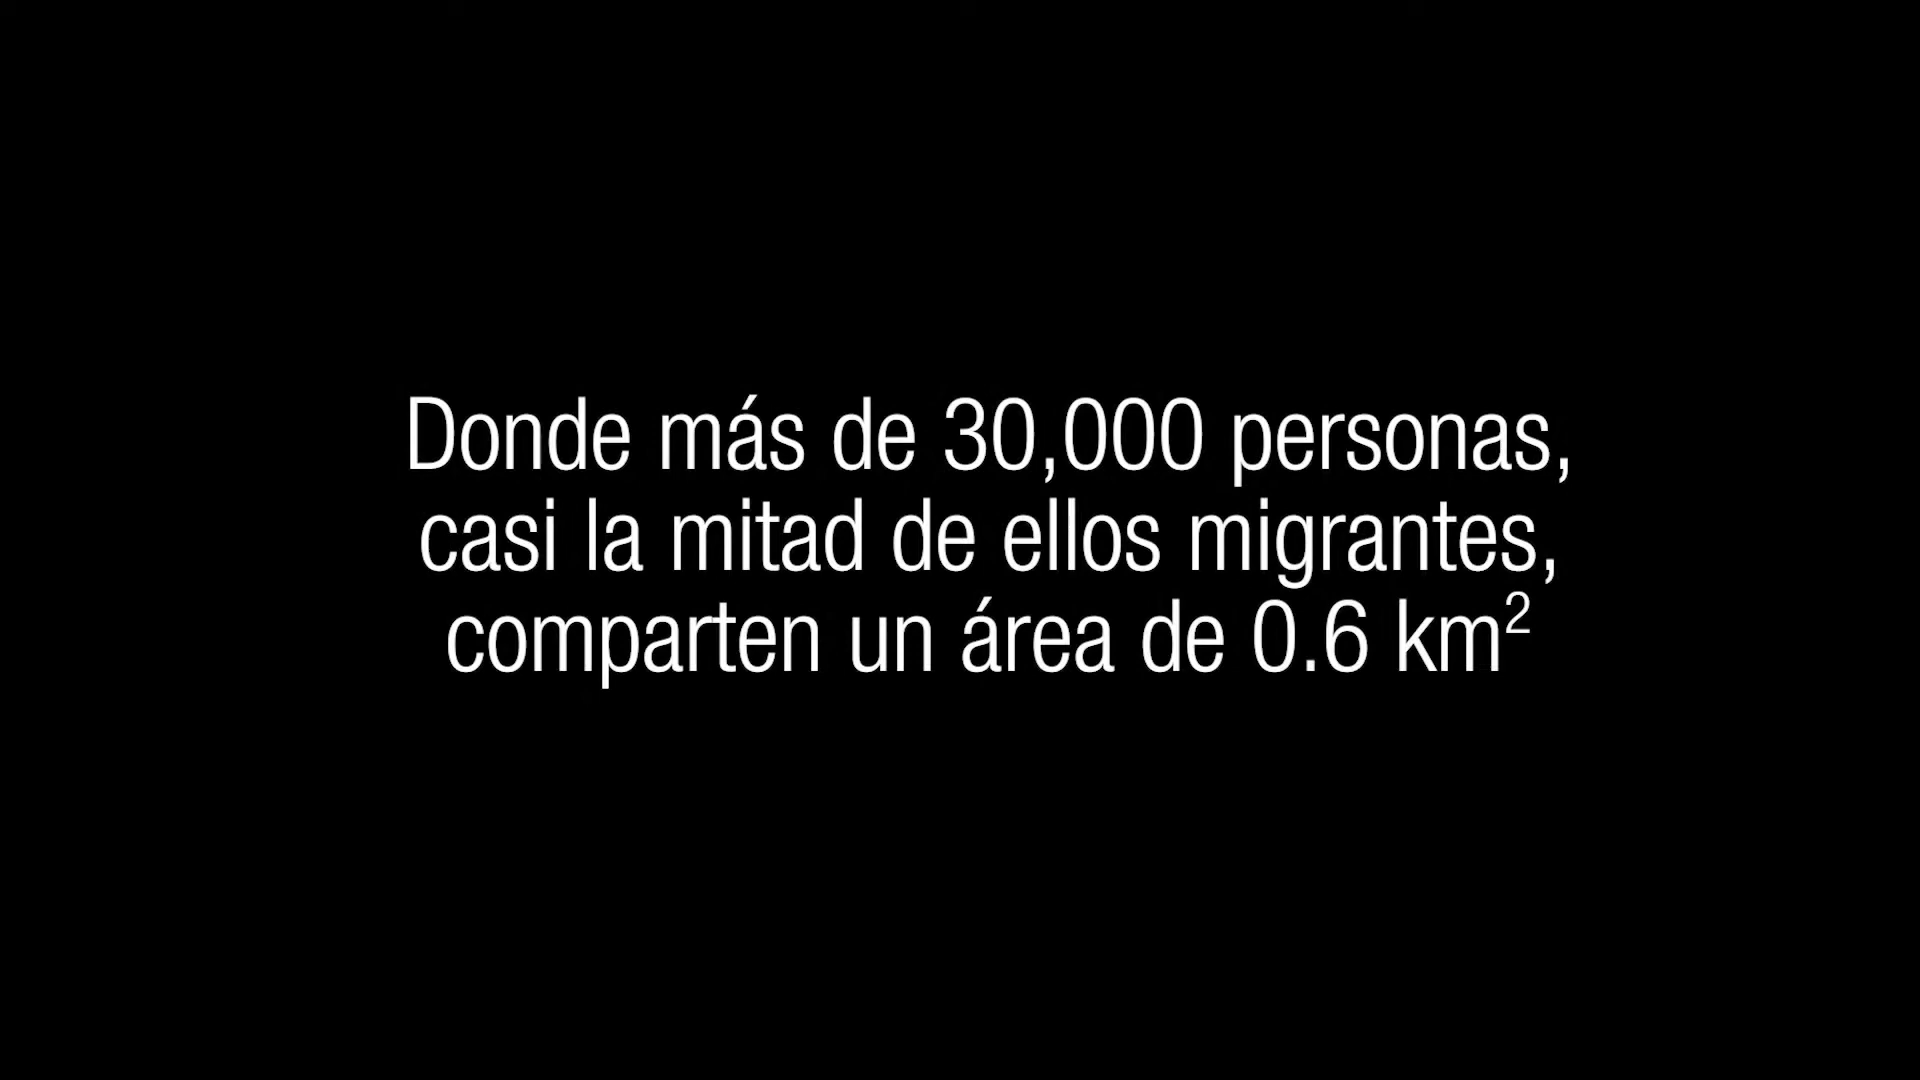 Donde más de 30,000 personas,
casi la mitad de ellos migrantes,
comparten un área de 0.6 km²